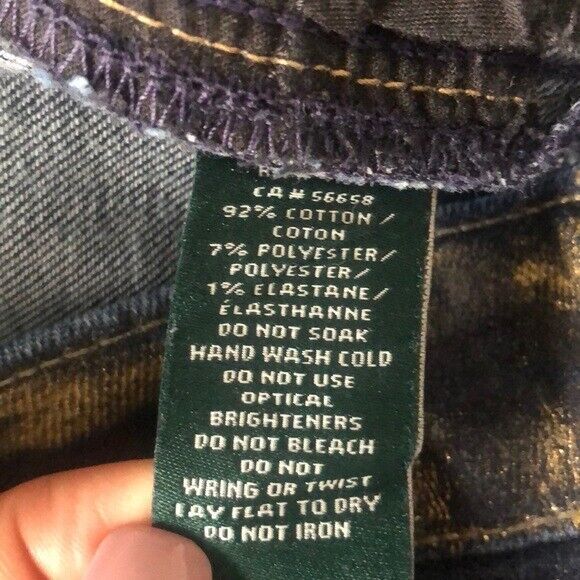 CA# 56658
92% COTTON /
COTON
7% POLYESTER/
POLYESTER/
1% ELASTANE/
ÉLASTHANNE
DO NOT SOAK
HAND WASH COLD
DO NOT USE
OPTICAL
BRIGHTENERS
DO NOT BLEACH
DO NOT
WRING OR TWIST
LAY FLAT TO DRY
DO NOT IRON